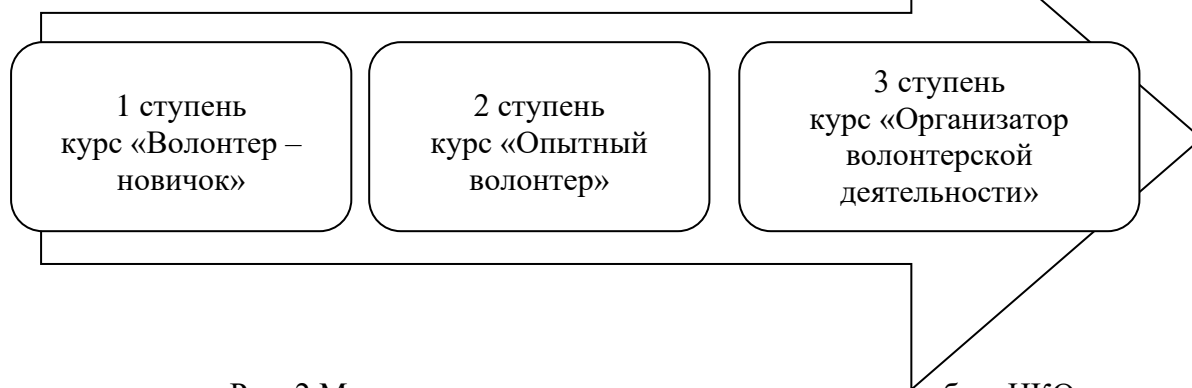 1 ступень
курс «Волонтер –
новичок»
2 ступень
курс «Опытный
волонтер»
3 ступень
курс «Организатор
волонтерской
деятельности»